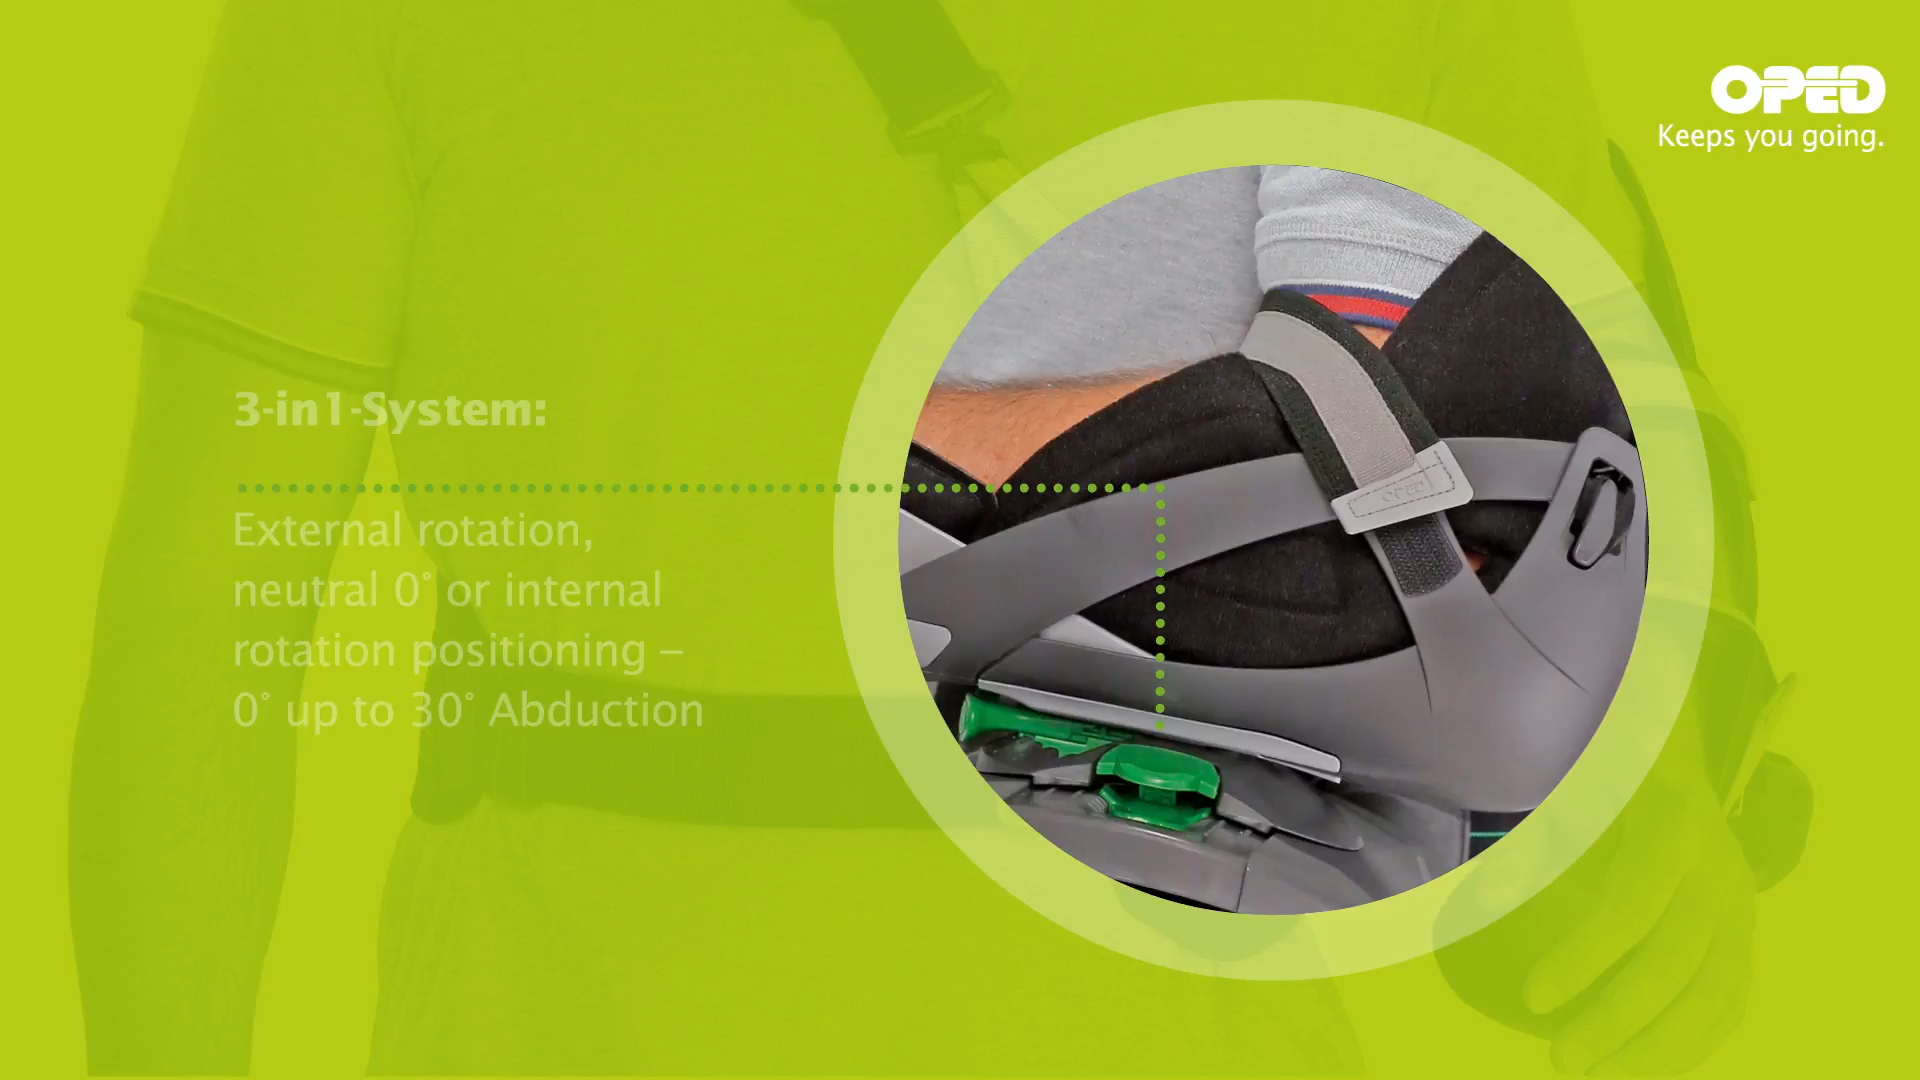 OPED
Keeps you going.
3-in1-System:
External rotation,
neutral 0° or internal
rotation positioning –
0° up to 30° Abduction
OPED